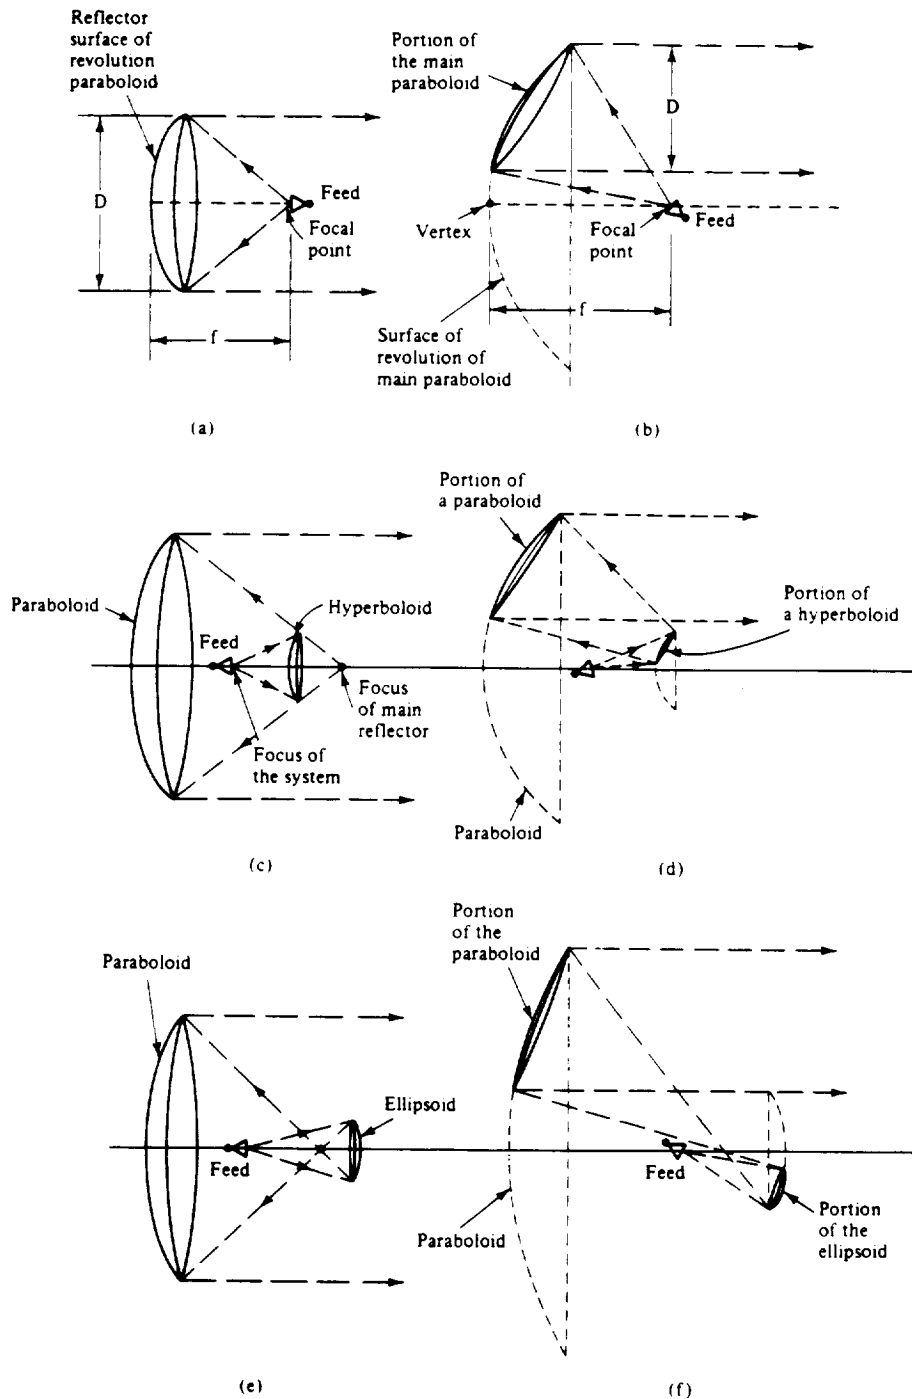 Reflector
surface of
revolution
paraboloid
D
Feed
Focal
point
f
(a)
Portion of
the main
paraboloid
D
Vertex
Focal
point
Feed
f
Surface of
revolution of
main paraboloid
(b)
Paraboloid
Feed
Hyperboloid
Focus
of main
reflector
Focus of
the system
(c)
Portion of
a paraboloid
Portion of
a hyperboloid
Paraboloid
(d)
Paraboloid
Ellipsoid
Feed
(e)
Portion
of the
paraboloid
Feed
Paraboloid
Portion
of the
ellipsoid
(f)